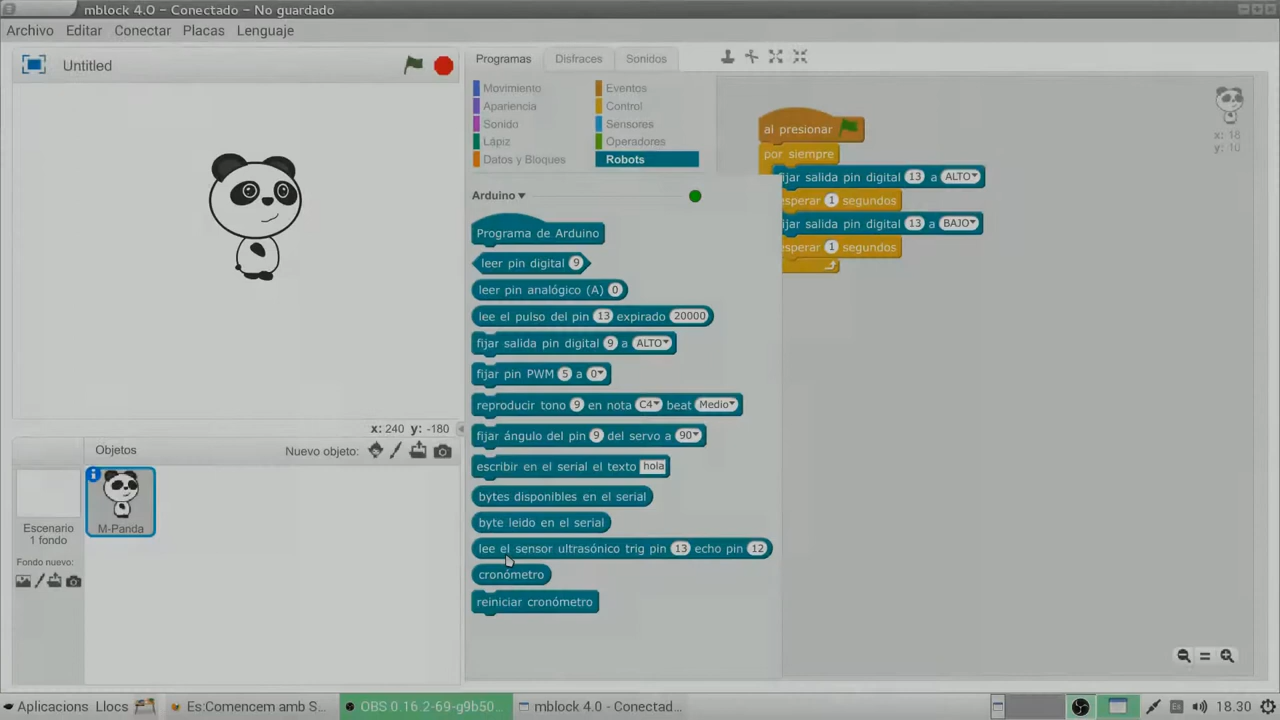 mblock 4.0 - Conectado - No guardado
Archivo Editar Conectar Placas Lenguaje
Untitled
Programas Disfraces Sonidos
Movimiento Eventos
Apariencia Control
Sonido Sensores
Lápiz Operadores
Datos y Bloques Robots
Arduino
Programa de Arduino
leer pin digital 9
leer pin analógico (A) 0
lee el pulso del pin 13 expirado 20000
fijar salida pin digital 9 a ALTO
fijar pin PWM 5 a 0
reproducir tono 9 en nota C4 beat Medio
fijar ángulo del pin 9 del servo a 90
escribir en el serial el texto hola
bytes disponibles en el serial
byte leido en el serial
lee el sensor ultrasónico trig pin 13 echo pin 12
cronómetro
reiniciar cronómetro
al presionar
por siempre
fijar salida pin digital 13 a ALTO
esperar 1 segundos
fijar salida pin digital 13 a BAJO
esperar 1 segundos
x: 18
y: 10
x: 240 y: -180
Objetos Nuevo objeto:
Escenario
1 fondo
Fondo nuevo:
M-Panda
Aplicacions Llocs Es:Comencem amb S... OBS 0.16.2-69-g9b50... mblock 4.0 - Conectad... Es 18.30